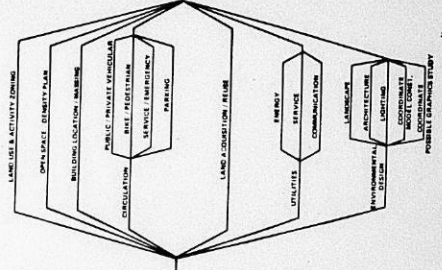 LAND USE & ACTIVITY ZONING
OPEN SPACE - DENSITY PLAN
BUILDING LOCATION / MASSING
CIRCULATION
PUBLIC / PRIVATE VEHICULAR
BIKE / PEDESTRIAN
SERVICE / EMERGENCY
PARKING
LAND ACQUISITION / REUSE
UTILITIES
ENERGY
SERVICE
COMMUNICATION
ENVIRONMENTAL
DESIGN
LANDSCAPE
ARCHITECTURE
LIGHTING
COORDINATE
MODEL CONST.
COORDINATE
POSSIBLE GRAPHICS STUDY